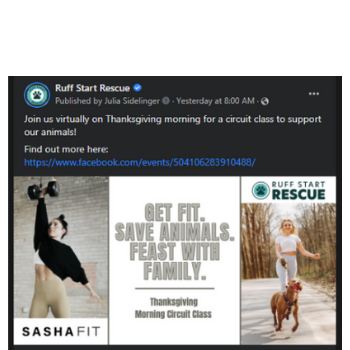 Ruff Start Rescue
Published by Julia Sidelinger · Yesterday at 8:00 AM ·
Join us virtually on Thanksgiving morning for a circuit class to support
our animals!
Find out more here:
https://www.facebook.com/events/504106283910488/
GET FIT.
SAVE ANIMALS.
FEAST WITH
FAMILY.
Thanksgiving
Morning Circuit Class
SASHAFIT
RUFF START
RESCUE